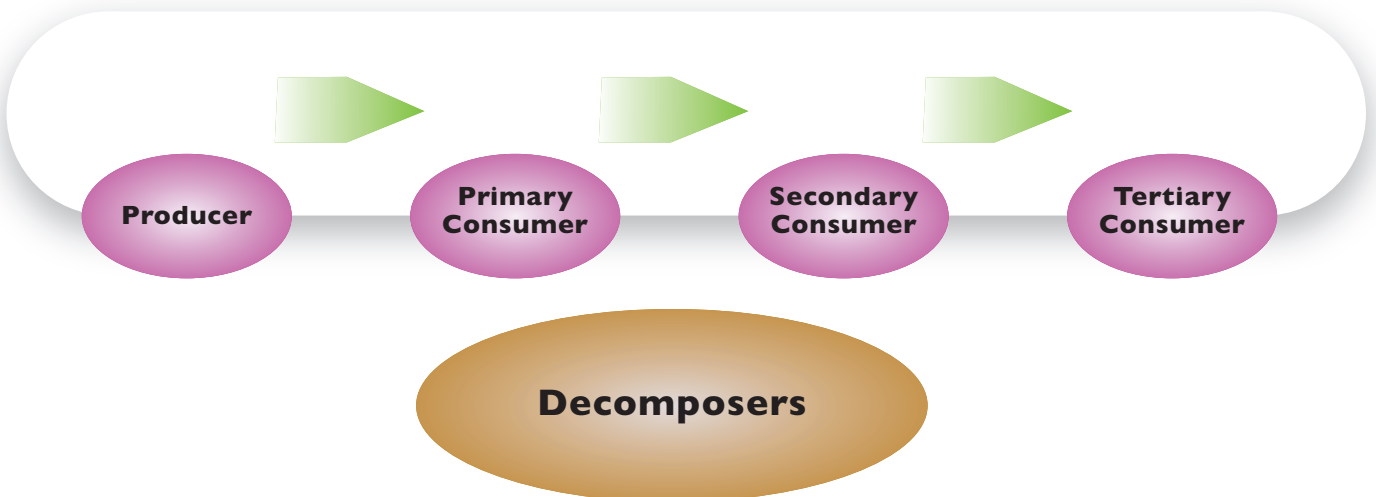 Producer
Primary
Consumer
Secondary
Consumer
Tertiary
Consumer
Decomposers